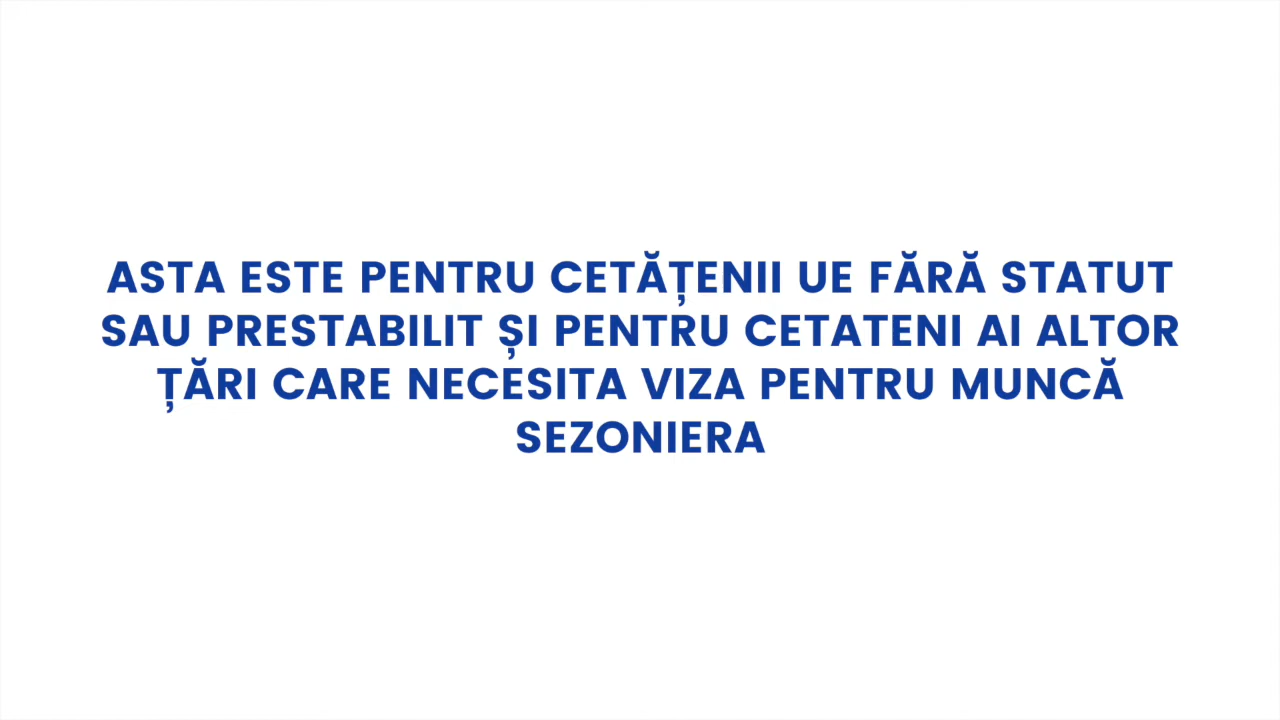 ASTA ESTE PENTRU CETĂȚENII UE FĂRĂ STATUT
SAU PRESTABILIT ȘI PENTRU CETATENI AI ALTOR
ȚĂRI CARE NECESITA VIZA PENTRU MUNCĂ
SEZONIERA